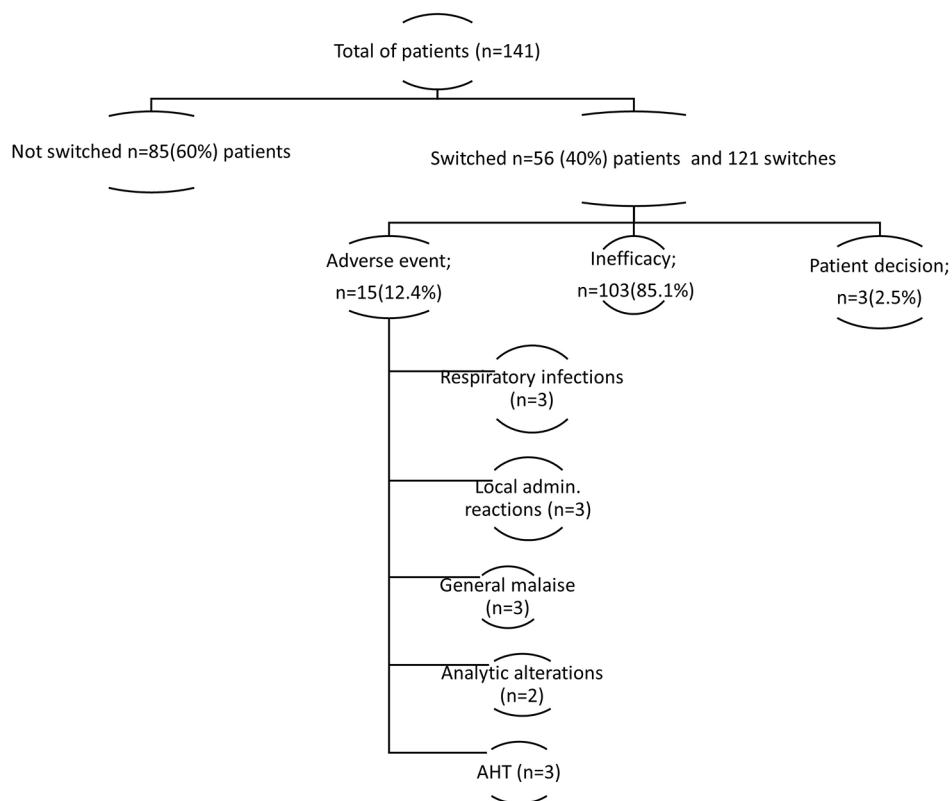 Total of patients (n=141)
Not switched n=85(60%) patients
Switched n=56 (40%) patients and 121 switches
Adverse event;
n=15(12.4%)
Inefficacy;
n=103(85.1%)
Patient decision;
n=3(2.5%)
Respiratory infections
(n=3)
Local admin.
reactions (n=3)
General malaise
(n=3)
Analytic alterations
(n=2)
AHT (n=3)